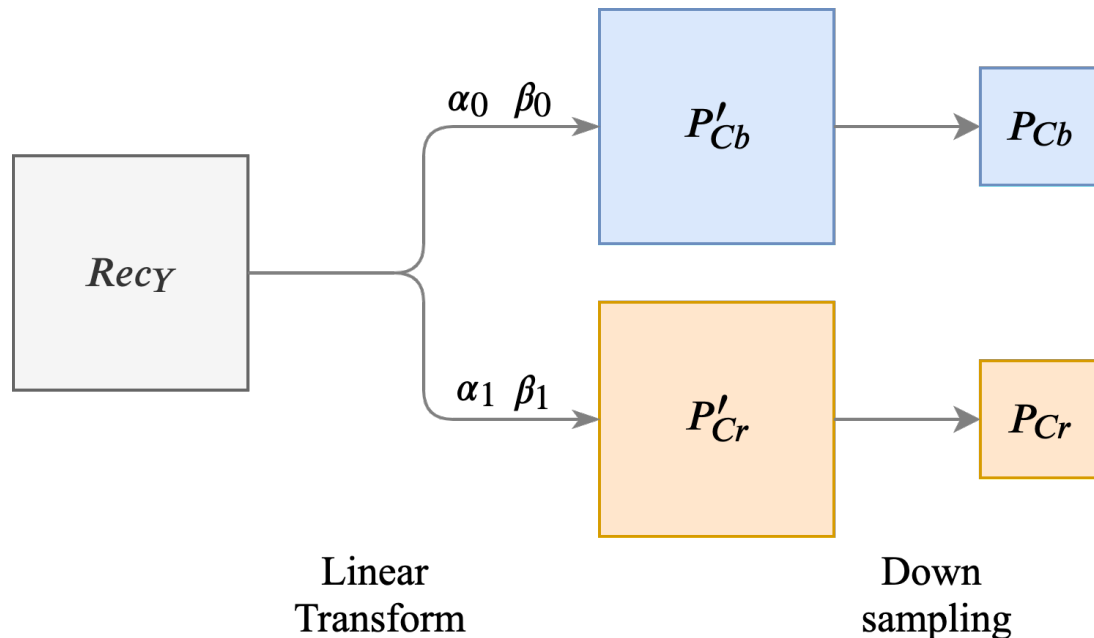 α0 β0
P′Cb
PCb
RecY
α1 β1
P′Cr
PCr
Linear
Transform
Down
sampling